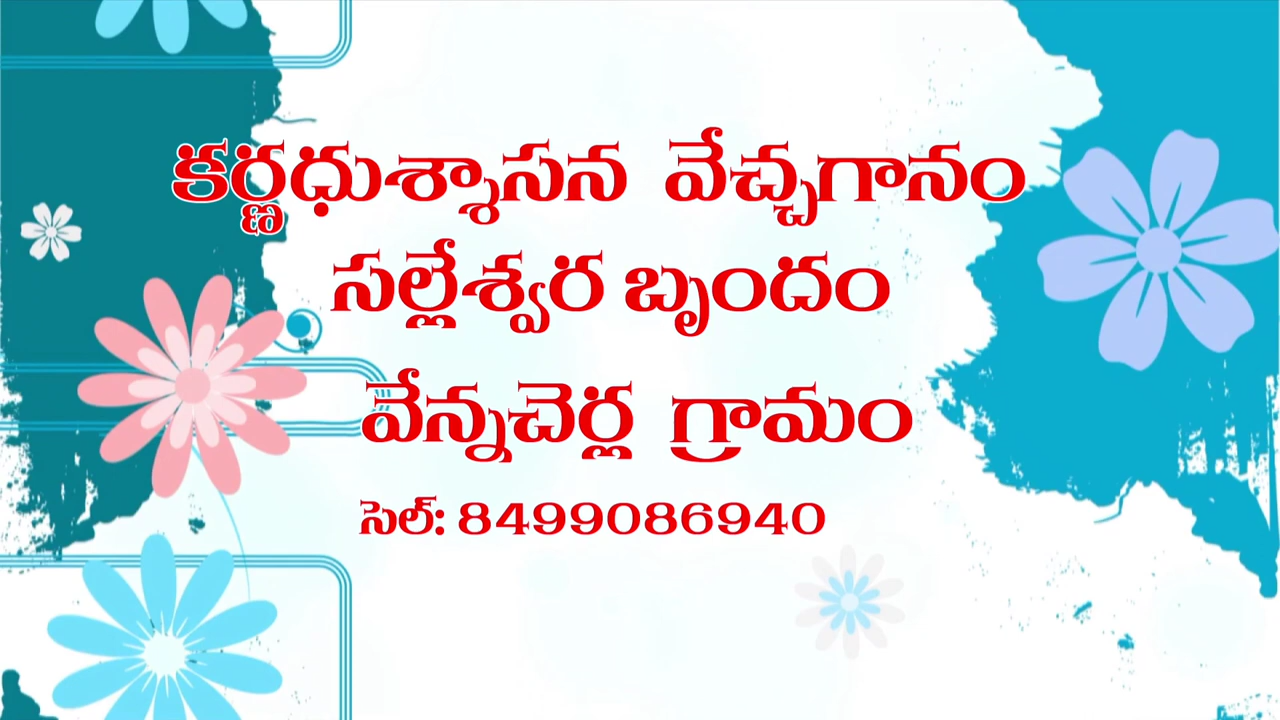 కర్ణధుశ్శాసన వేచ్చగానం
సల్లేశ్వర బృందం
వేన్నచెర్ల గ్రామం
సెల్: 8499086940